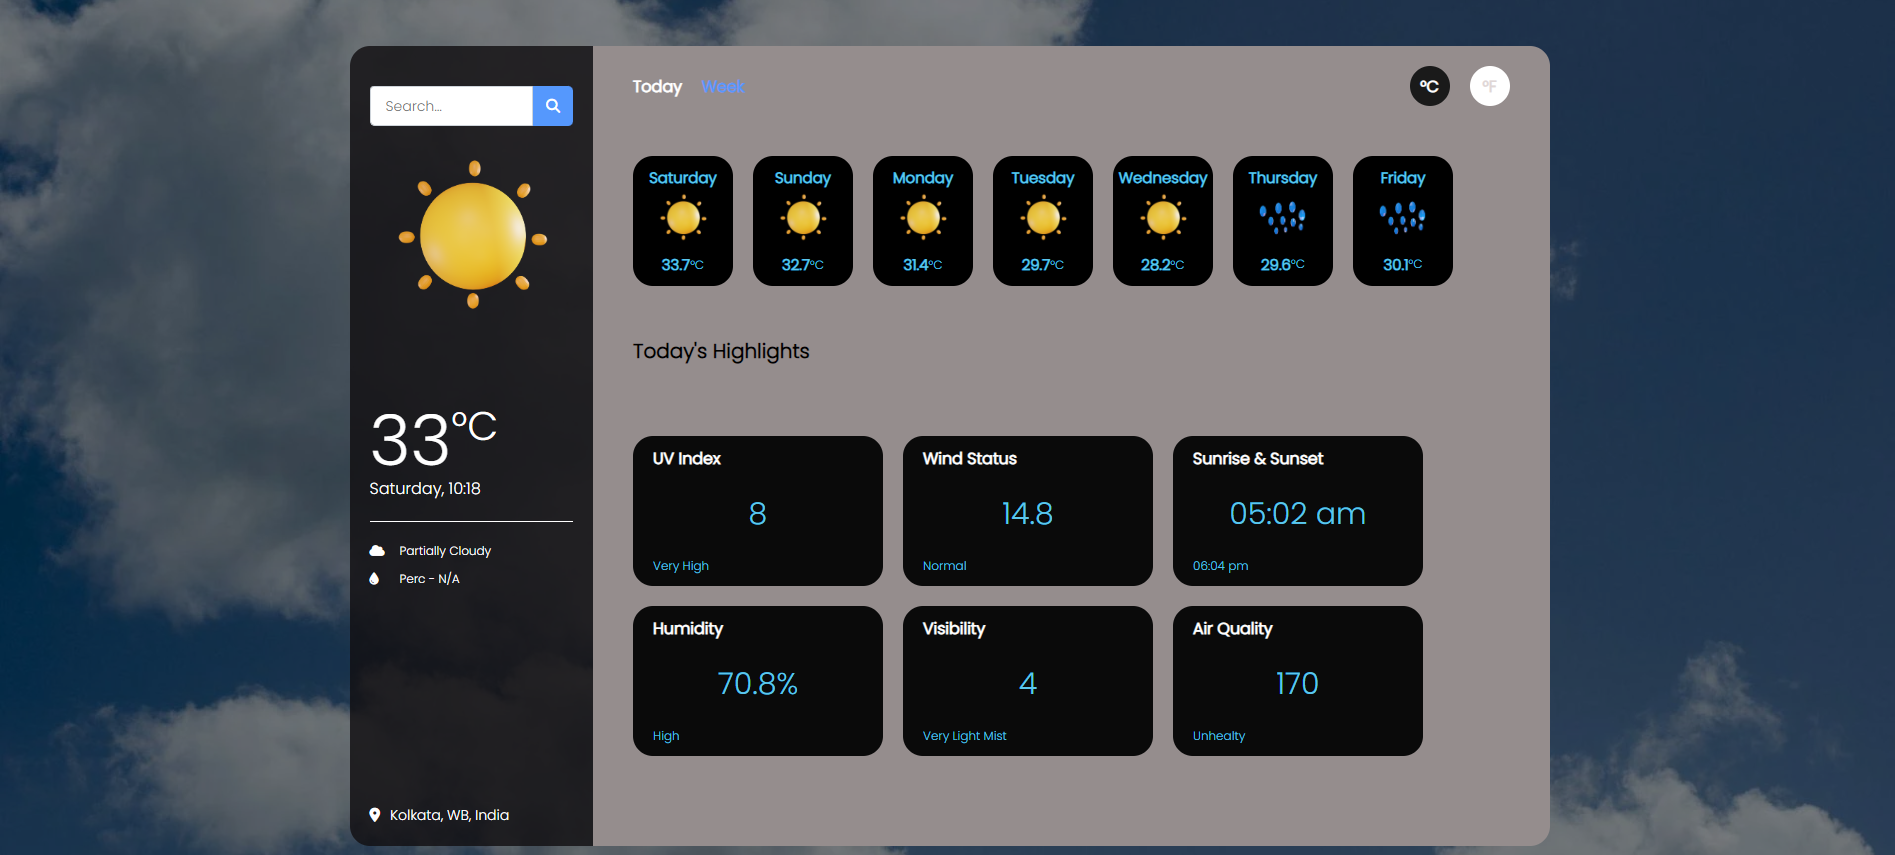 Search...
33°C
Saturday, 10:18
Partially Cloudy
Perc - N/A
Kolkata, WB, India
Today Week
°C °F
Saturday Sunday Monday Tuesday Wednesday Thursday Friday
33.7°C 32.7°C 31.4°C 29.7°C 28.2°C 29.6°C 30.1°C
Today's Highlights
UV Index
8
Very High
Wind Status
14.8
Normal
Sunrise & Sunset
05:02 am
06:04 pm
Humidity
70.8%
High
Visibility
4
Very Light Mist
Air Quality
170
Unhealty